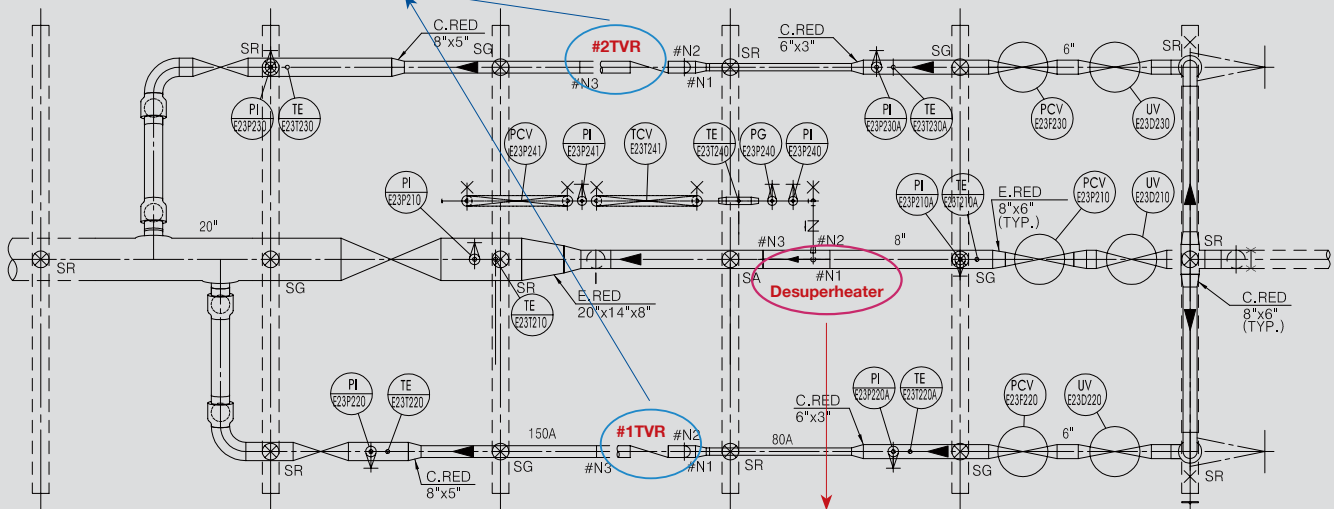 C.RED
8"x5"
SR
SG
#2TVR
#N2
SR
#N3
#N1
C.RED
6"x3"
SG
6"
SR
PI
E23P230
TE
E23T230
PI
E23P230A
TE
E23T230A
PCV
E23F230
UV
E23D230
PCV
E23P241
PI
E23P241
TCV
E23T241
TE
E23T240
PG
E23P240
PI
E23P240
PI
E23P210
PI
E23P210A
TE
E23T210A
E.RED
8"x6"
(TYP.)
PCV
E23P210
UV
E23D210
20"
#N3
#N2
8"
SR
SR
SG
SR
SA
#N1
SG
Desuperheater
TE
E23T210
E.RED
20"x14"x8"
C.RED
8"x6"
(TYP.)
PI
E23P220
TE
E23T220
PI
E23P220A
TE
E23T220A
PCV
E23F220
UV
E23D220
C.RED
6"x3"
150A
#1TVR
#N2
80A
6"
SR
SG
#N3
#N1
SR
SG
SR
C.RED
8"x5"